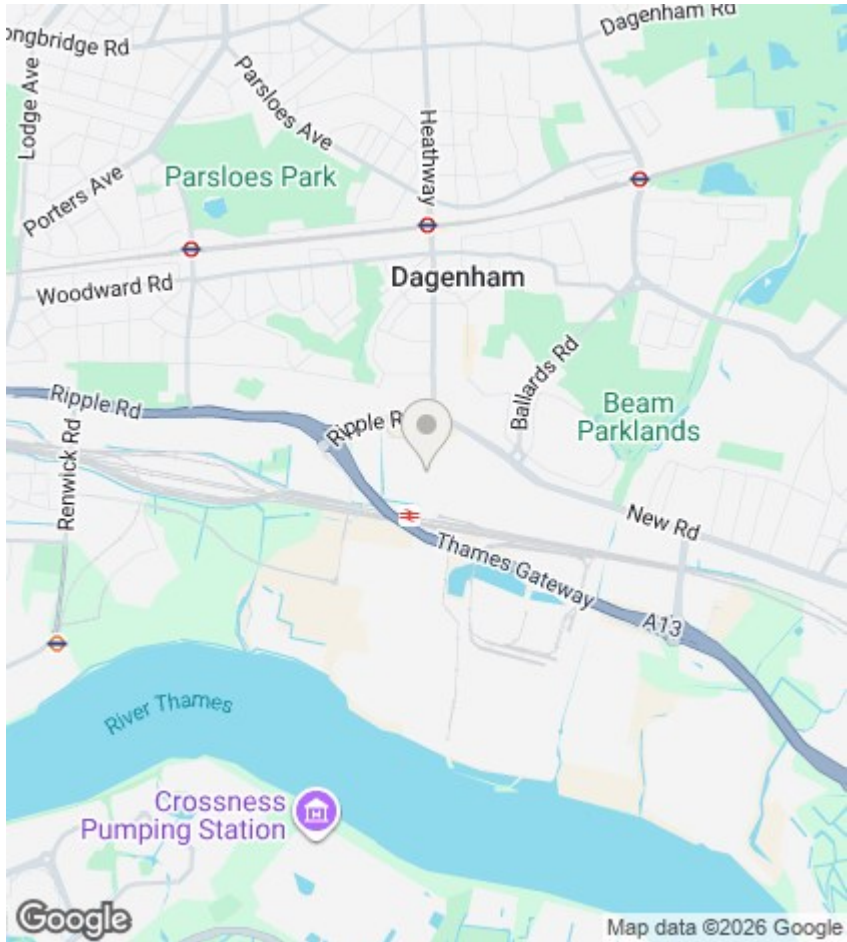 Dagenham Rd
ongbridge Rd
Lodge Ave
Parsloes Ave
Heathway
Porters Ave
Parsloes Park
Woodward Rd
Dagenham
Ballards Rd
Ripple Rd
Ripple R
Beam
Parklands
Renwick Rd
New Rd
Thames Gateway
A13
River Thames
Crossness
Pumping Station
Google
Map data ©2026 Google